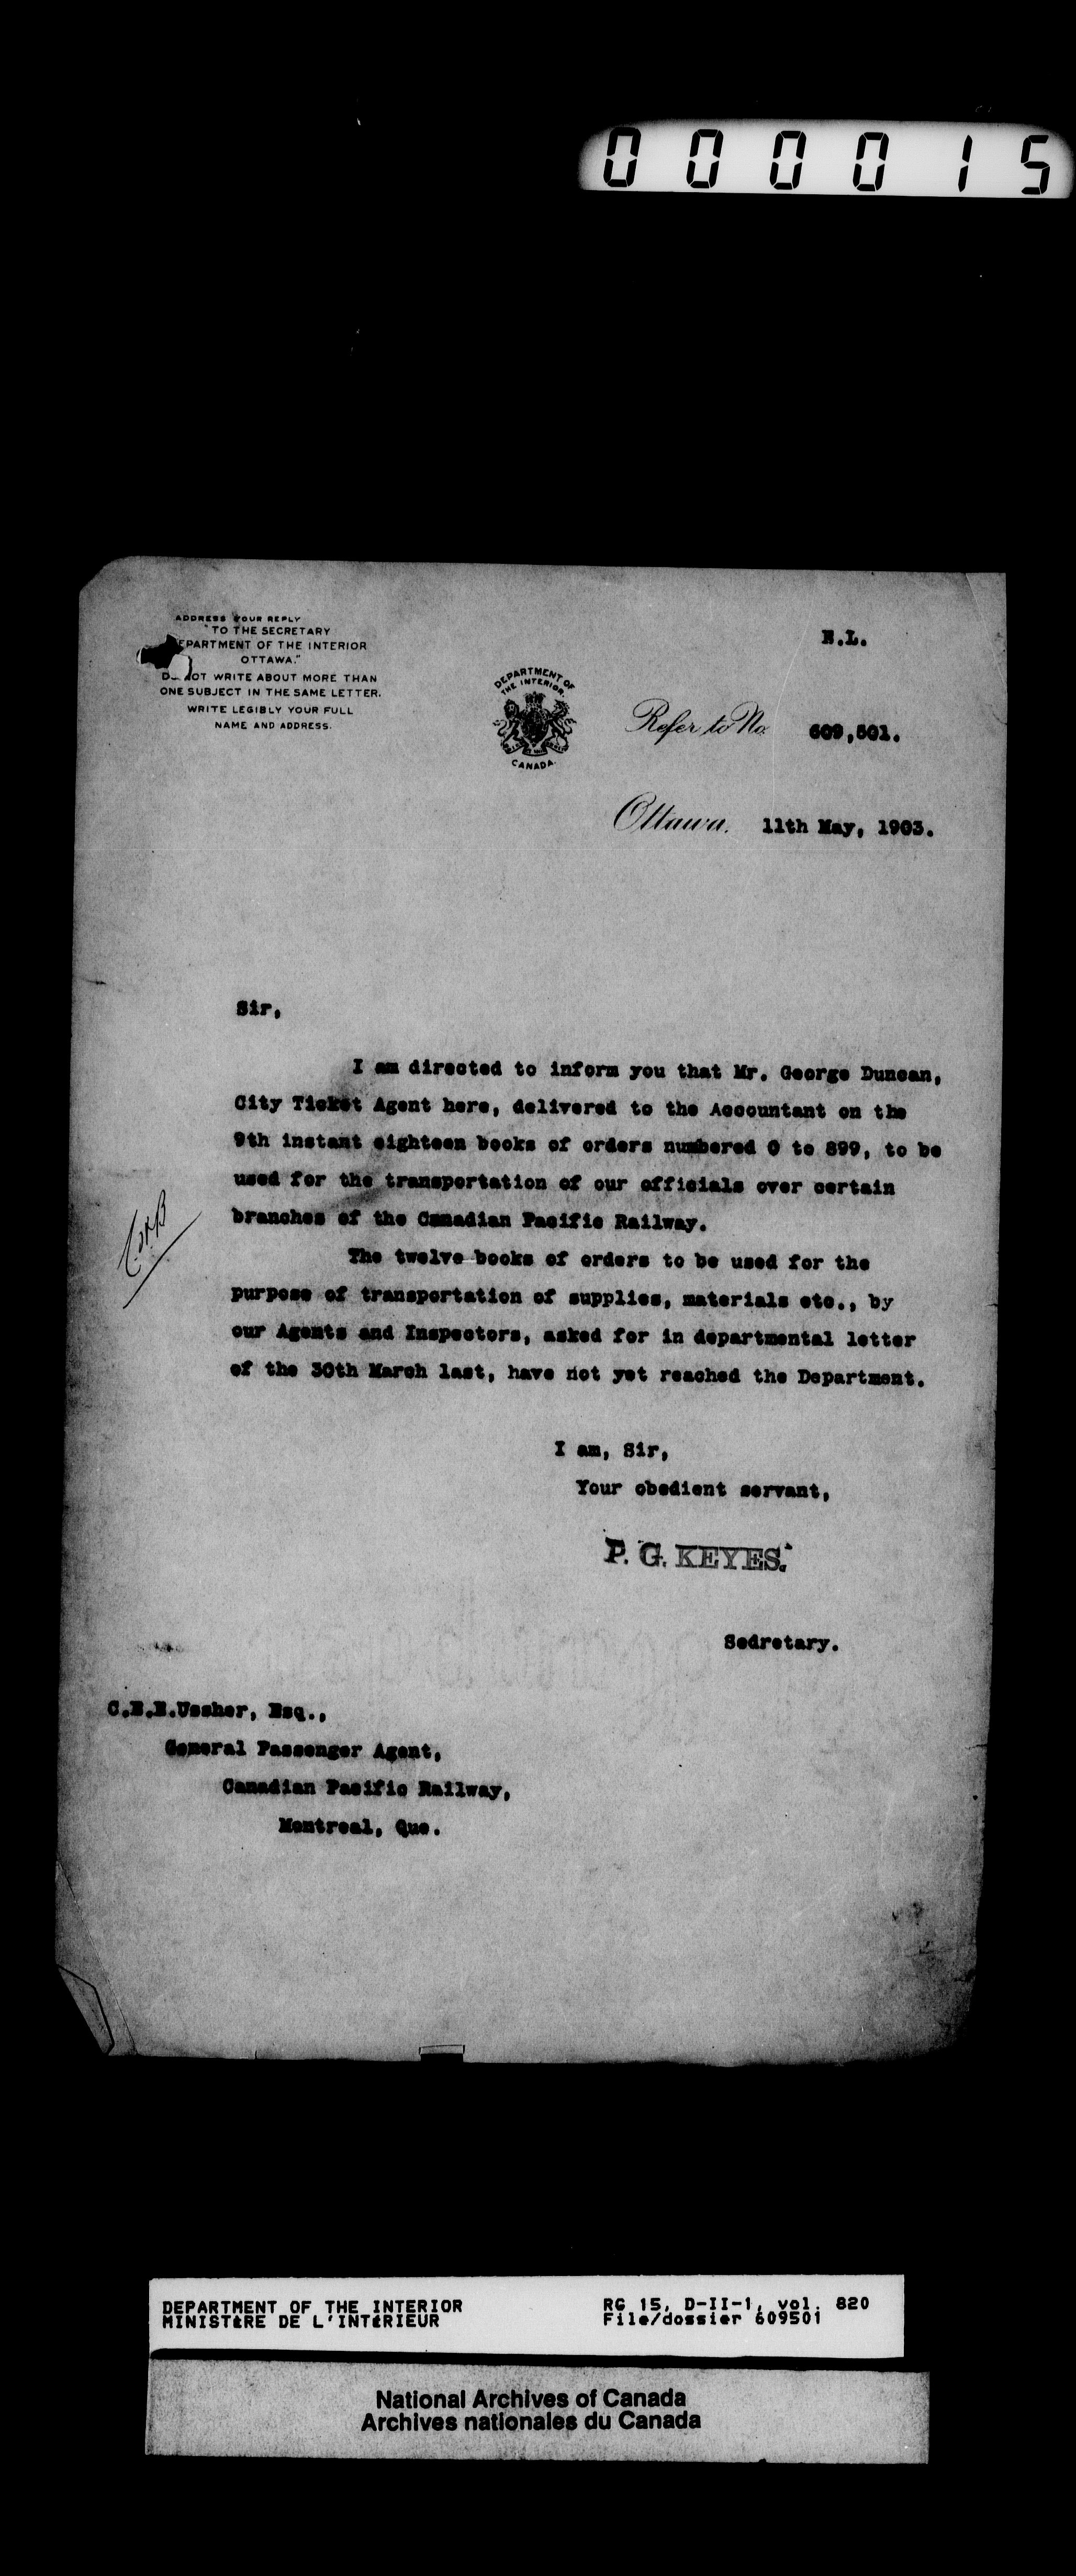 000015
ADDRESS YOUR REPLY
"TO THE SECRETARY
DEPARTMENT OF THE INTERIOR
OTTAWA."
DO NOT WRITE ABOUT MORE THAN
ONE SUBJECT IN THE SAME LETTER.
WRITE LEGIBLY YOUR FULL
NAME AND ADDRESS.
DEPARTMENT OF
THE INTERIOR.
CANADA.
E.L.
Refer to No. 609,501.
Ottawa, 11th May, 1903.
Sir,
I am directed to inform you that Mr. George Duncan,
City Ticket Agent here, delivered to the Accountant on the
9th instant eighteen books of orders numbered 0 to 899, to be
used for the transportation of our officials over certain
branches of the Canadian Pacific Railway.
The twelve books of orders to be used for the
purpose of transportation of supplies, materials etc., by
our Agents and Inspectors, asked for in departmental letter
of the 30th March last, have not yet reached the Department.
I am, Sir,
Your obedient servant,
P. G. KEYES.
Sedretary.
C.E.E.Ussher, Esq.,
General Passenger Agent,
Canadian Pacific Railway,
Montreal, Que.
DEPARTMENT OF THE INTERIOR
MINISTÈRE DE L'INTÉRIEUR
RG 15, D-II-1, vol. 820
File/dossier 609501
National Archives of Canada
Archives nationales du Canada